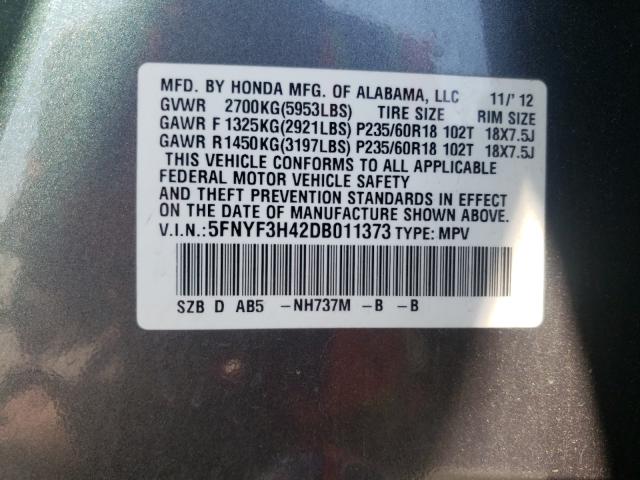 MFD. BY HONDA MFG. OF ALABAMA, LLC 11/'12
GVWR 2700KG(5953LBS) TIRE SIZE RIM SIZE
GAWR F 1325KG(2921LBS) P235/60R18 102T 18X7.5J
GAWR R1450KG(3197LBS) P235/60R18 102T 18X7.5J
THIS VEHICLE CONFORMS TO ALL APPLICABLE
FEDERAL MOTOR VEHICLE SAFETY
AND THEFT PREVENTION STANDARDS IN EFFECT
ON THE DATE OF MANUFACTURE SHOWN ABOVE.
V.I.N.:5FNYF3H42DB011373 TYPE: MPV
SZB D AB5 -NH737M -B -B